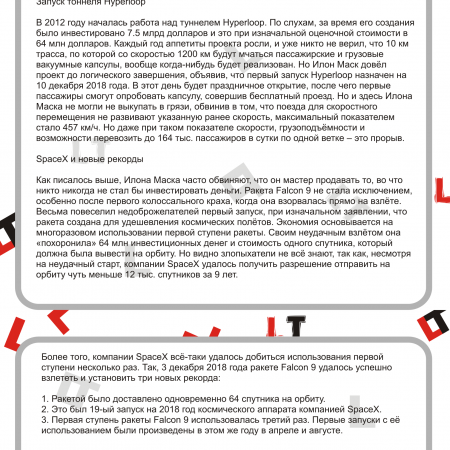 Запуск тоннеля Hyperloop
В 2012 году началась работа над туннелем Hyperloop. По слухам, за время его создания
было инвестировано 7.5 млрд долларов и это при изначальной оценочной стоимости в
64 млн долларов. Каждый год аппетиты проекта росли, и уже никто не верил, что 10 км
трасса, по которой со скоростью 1200 км будут мчаться пассажирские и грузовые
вакуумные капсулы, вообще когда-нибудь будет реализован. Но Илон Маск довёл
проект до логического завершения, объявив, что первый запуск Hyperloop назначен на
10 декабря 2018 года. В этот день будет праздничное открытие, после чего первые
пассажиры смогут опробовать капсулу, совершив бесплатный проезд. Но и здесь Илона
Маска не могли не выкупать в грязи, обвинив в том, что поезда для скоростного
перемещения не развивают указанную ранее скорость, максимальный показателем
стало 457 км/ч. Но даже при таком показателе скорости, грузоподъёмности и
возможности перевозить до 164 тыс. пассажиров в сутки по одной ветке – это прорыв.
SpaceX и новые рекорды
Как писалось выше, Илона Маска часто обвиняют, что он мастер продавать то, во что
никто никогда не стал бы инвестировать деньги. Ракета Falcon 9 не стала исключением,
особенно после первого колоссального краха, когда она взорвалась при взлёте.
Весьма повеселил недоброжелателей первый запуск, при изначальном заявлении, что
ракета создана для удешевления космических полётов. Экономия основывается на
многоразовом использовании первой ступени ракеты. Своим неудачным взлётом она
«похоронила» 64 млн инвестиционных денег и стоимость одного спутника, который
должна была вывести на орбиту. Но видно злопыхатели не всё знают, так как, несмотря
на неудачный старт, компании SpaceX удалось получить разрешение отправить на
орбиту чуть меньше 12 тыс. спутников за 9 лет.
Более того, компании SpaceX всё-таки удалось добиться использования первой
ступени несколько раз. Так, 3 декабря 2018 года ракете Falcon 9 удалось успешно
взлететь и установить три новых рекорда:
1. Ракетой было доставлено одновременно 64 спутника на орбиту.
2. Это был 19-ый запуск на 2018 год космического аппарата компанией SpaceX.
3. Первая ступень ракеты Falcon 9 использовалась третий раз. Первые запуски с её
использованием были произведены в этом же году в апреле и августе.